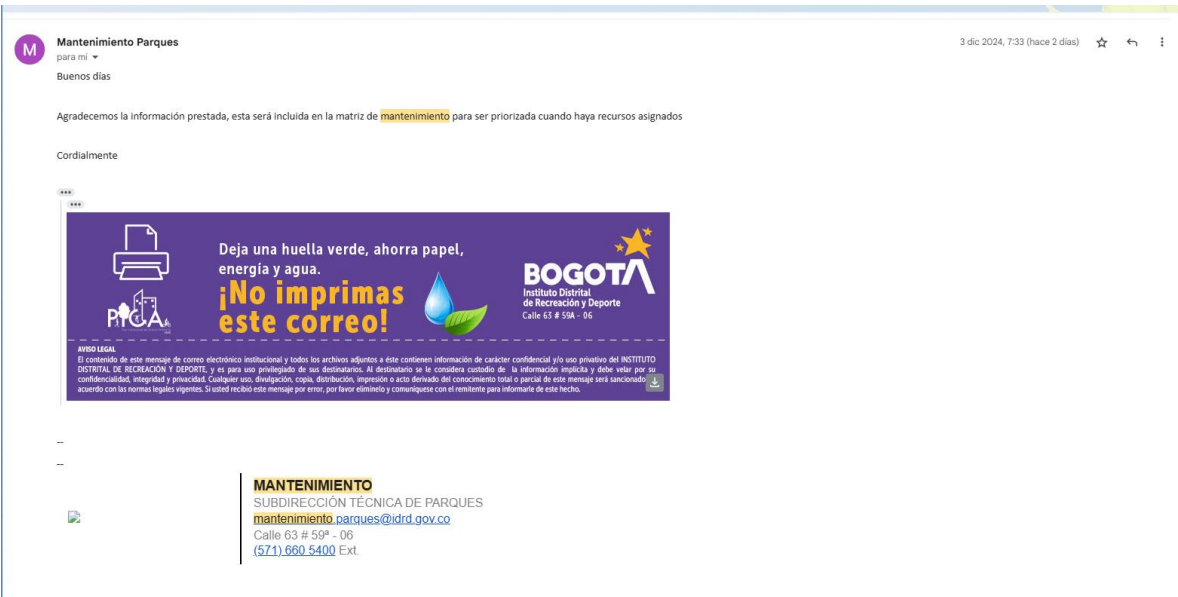 M
Mantenimiento Parques
3 dic 2024, 7:33 (hace 2 días)
para mí
Buenos días
Agradecemos la información prestada, esta será incluida en la matriz de mantenimiento para ser priorizada cuando haya recursos asignados
Cordialmente
•••
•••
Deja una huella verde, ahorra papel,
energía y agua.
¡No imprimas
este correo!
PIGA
BOGOTÁ
Instituto Distrital
de Recreación y Deporte
Calle 63 # 59A - 06
AVISO LEGAL
El contenido de este mensaje de correo electrónico institucional y todos los archivos adjuntos a éste contienen información de carácter confidencial y/o uso privativo del INSTITUTO
DISTRITAL DE RECREACIÓN Y DEPORTE, y es para uso privilegiado de sus destinatarios. Al destinatario se le considera custodio de la información implícita y debe velar por su
confidencialidad, integridad y privacidad. Cualquier uso, divulgación, copia, distribución, impresión o acto derivado del conocimiento total o parcial de este mensaje será sancionado
acuerdo con las normas legales vigentes. Si usted recibió este mensaje por error, por favor eliminelo y comuniquese con el remitente para informarle de este hecho.
--
--
MANTENIMIENTO
SUBDIRECCIÓN TÉCNICA DE PARQUES
mantenimiento.parques@idrd.gov.co
Calle 63 # 59ª - 06
(571) 660 5400 Ext.